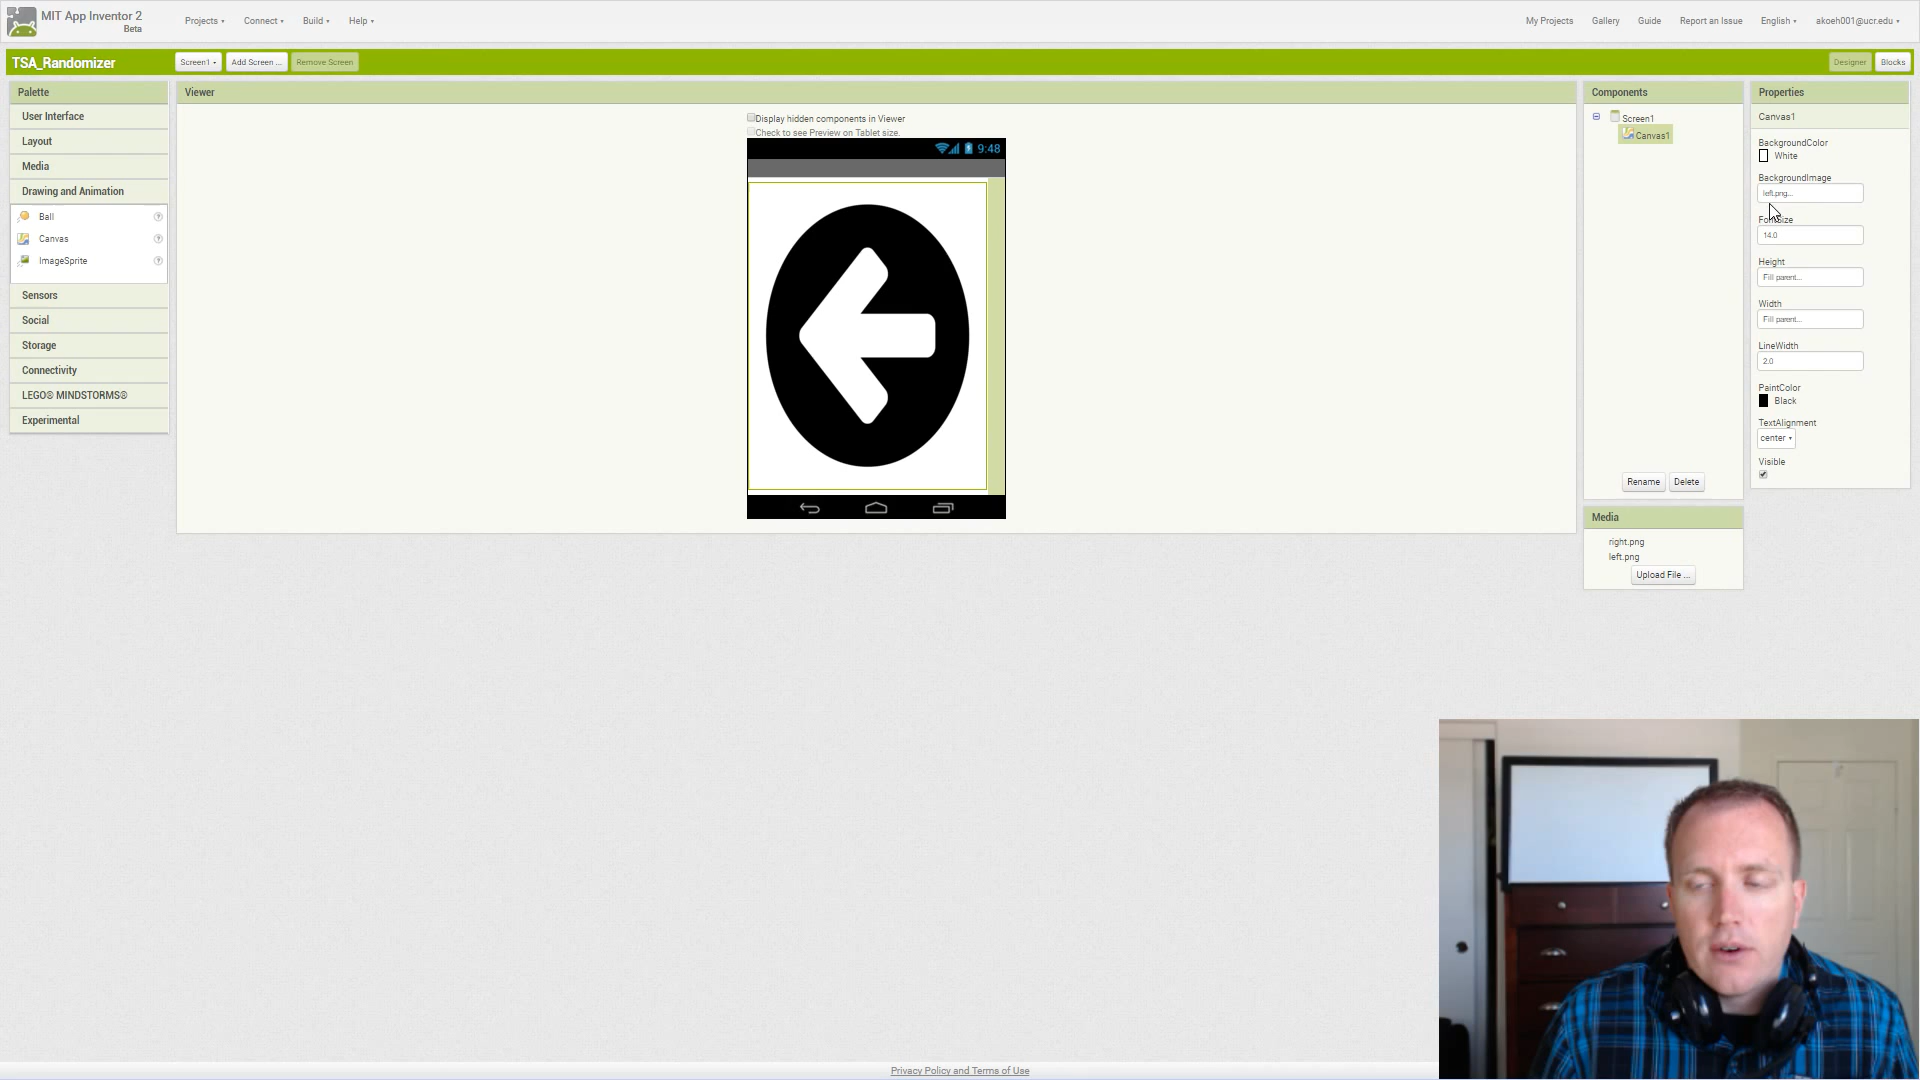 MIT App Inventor 2
Beta
Projects
Connect
Build
Help
My Projects
Gallery
Guide
Report an Issue
English
akoeh001@ucr.edu
TSA_Randomizer
Screen1
Add Screen ...
Remove Screen
Designer
Blocks
Palette
User Interface
Layout
Media
Drawing and Animation
Ball
?
Canvas
?
ImageSprite
?
Sensors
Social
Storage
Connectivity
LEGO® MINDSTORMS®
Experimental
Viewer
Display hidden components in Viewer
Check to see Preview on Tablet size.
9:48
Components
Screen1
Canvas1
Rename
Delete
Media
right.png
left.png
Upload File ...
Properties
Canvas1
BackgroundColor
White
BackgroundImage
left.png...
FontSize
14.0
Height
Fill parent...
Width
Fill parent...
LineWidth
2.0
PaintColor
Black
TextAlignment
center
Visible
Privacy Policy and Terms of Use